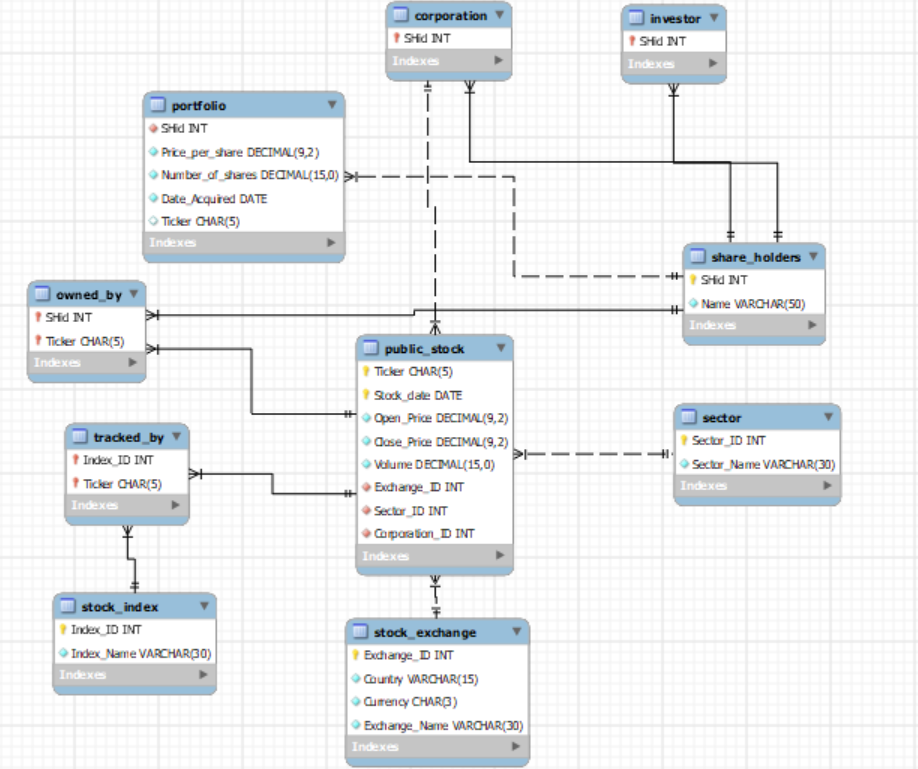 corporation
SHid INT
Indexes
investor
SHid INT
Indexes
portfolio
SHid INT
Price_per_share DECIMAL(9,2)
Number_of_shares DECIMAL(15,0)
Date_Acquired DATE
Ticker CHAR(5)
Indexes
share_holders
SHid INT
Name VARCHAR(50)
Indexes
owned_by
SHid INT
Ticker CHAR(5)
Indexes
public_stock
Ticker CHAR(5)
Stock_date DATE
Open_Price DECIMAL(9,2)
Close_Price DECIMAL(9,2)
Volume DECIMAL(15,0)
Exchange_ID INT
Sector_ID INT
Corporation_ID INT
Indexes
sector
Sector_ID INT
Sector_Name VARCHAR(30)
Indexes
tracked_by
Index_ID INT
Ticker CHAR(5)
Indexes
stock_index
Index_ID INT
Index_Name VARCHAR(30)
Indexes
stock_exchange
Exchange_ID INT
Country VARCHAR(15)
Currency CHAR(3)
Exchange_Name VARCHAR(30)
Indexes